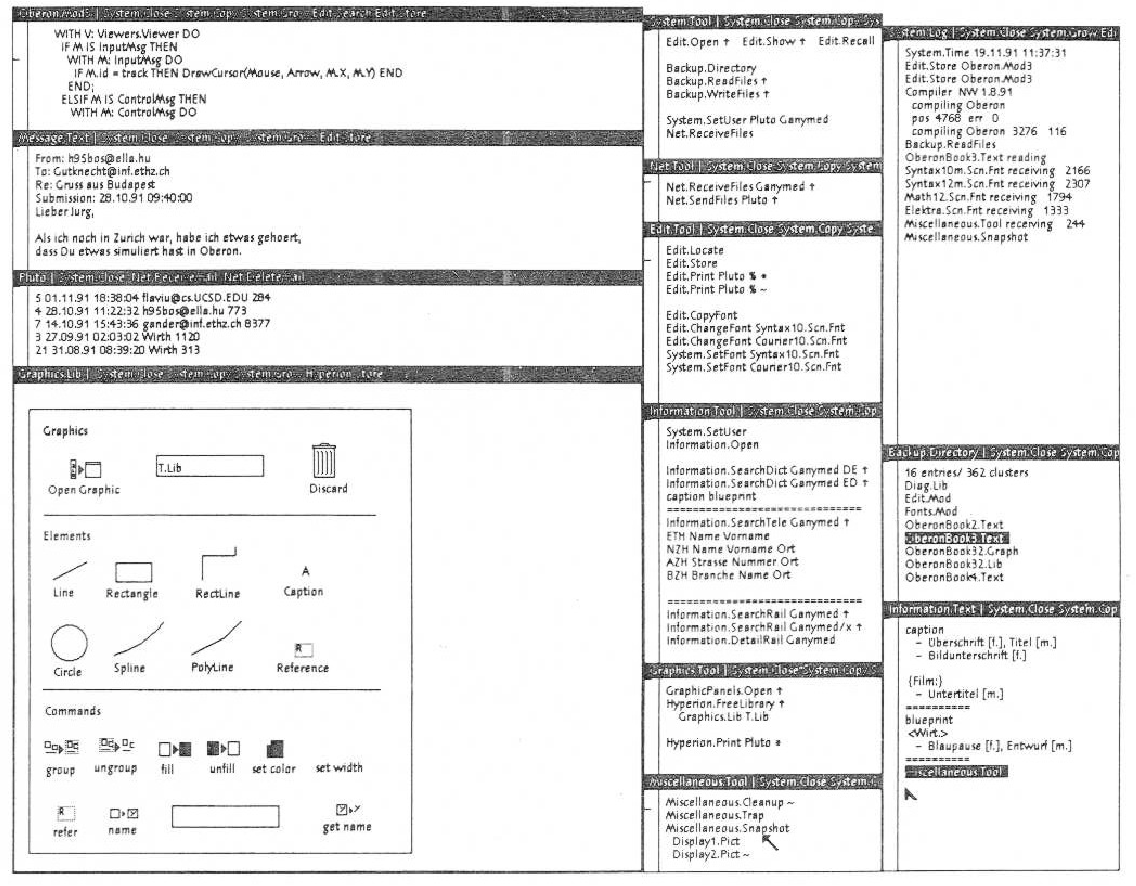 Oberon.Mod3 | System.Close System.Copy System.Grow Edit.Search Edit.Store
WITH V: Viewers.Viewer DO
IF M IS InputMsg THEN
WITH M: InputMsg DO
IF M.id = track THEN DrawCursor(Mouse, Arrow, M.X, M.Y) END
END;
ELSIF M IS ControlMsg THEN
WITH M: ControlMsg DO
Message.Text | System.Close System.Copy System.Grow Edit.Store
From: h95bos@ella.hu
To: Gutknecht@inf.ethz.ch
Re: Gruss aus Budapest
Submission: 28.10.91 09:40:00
Lieber Jurg,
Als ich noch in Zurich war, habe ich etwas gehoert,
dass Du etwas simuliert hast in Oberon.
Pluto | System.Close Net.ReceiveMail Net.DeleteMail
5 01.11.91 18:38:04 flaviu@cs.UCSD.EDU 284
4 28.10.91 11:22:32 h95bos@ella.hu 773
7 14.10.91 15:43:36 gander@inf.ethz.ch 8377
3 27.09.91 02:03:02 Wirth 1120
21 31.08.91 08:39:20 Wirth 313
Graphics.Lib | System.Close System.Copy System.Grow Hyperion.Store
Graphics
T.Lib
Open Graphic
Discard
Elements
A
Line Rectangle RectLine Caption
R
Circle Spline PolyLine Reference
Commands
group ungroup fill unfill set color set width
R
refer name get name
System.Tool | System.Close System.Copy Sys
Edit.Open ↑ Edit.Show ↑ Edit.Recall
Backup.Directory
Backup.ReadFiles ↑
Backup.WriteFiles ↑
System.SetUser Pluto Ganymed
Net.ReceiveFiles
Net.Tool | System.Close System.Copy System
Net.ReceiveFiles Ganymed ↑
Net.SendFiles Pluto ↑
Edit.Tool | System.Close System.Copy Syste
Edit.Locate
Edit.Store
Edit.Print Pluto % *
Edit.Print Pluto % ~
Edit.CopyFont
Edit.ChangeFont Syntax10.Scn.Fnt
Edit.ChangeFont Courier10.Scn.Fnt
System.SetFont Syntax10.Scn.Fnt
System.SetFont Courier10.Scn.Fnt
Information.Tool | System.Close System.Cop
System.SetUser
Information.Open
Information.SearchDict Ganymed DE ↑
Information.SearchDict Ganymed ED ↑
caption blueprint
=============================
Information.SearchTele Ganymed ↑
ETH Name Vorname
NZH Name Vorname Ort
AZH Strasse Nummer Ort
BZH Branche Name Ort
=============================
Information.SearchRail Ganymed ↑
Information.SearchRail Ganymed/x ↑
Information.DetailRail Ganymed
Graphics.Tool | System.Close System.Copy S
GraphicPanels.Open ↑
Hyperion.FreeLibrary ↑
Graphics.Lib T.Lib
Hyperion.Print Pluto *
Miscellaneous.Tool | System.Close System.
Miscellaneous.Cleanup ~
Miscellaneous.Trap
Miscellaneous.Snapshot
Display1.Pict
Display2.Pict ~
System.Log | System.Close System.Grow Edi
System.Time 19.11.91 11:37:31
Edit.Store Oberon.Mod3
Edit.Store Oberon.Mod3
Compiler NW 1.8.91
compiling Oberon
pos 4768 err 0
compiling Oberon 3276 116
Backup.ReadFiles
OberonBook3.Text reading
Syntax10m.Scn.Fnt receiving 2166
Syntax12m.Scn.Fnt receiving 2307
Math12.Scn.Fnt receiving 1794
Elektra.Scn.Fnt receiving 1333
Miscellaneous.Tool receiving 244
Miscellaneous.Snapshot
Backup.Directory | System.Close System.Cop
16 entries/ 362 clusters
Diag.Lib
Edit.Mod
Fonts.Mod
OberonBook2.Text
OberonBook3.Text
OberonBook32.Graph
OberonBook32.Lib
OberonBook4.Text
Information.Text | System.Close System.Cop
caption
– Überschrift [f.], Titel [m.]
– Bildunterschrift [f.]
{Film:}
– Untertitel [m.]
==========
blueprint
<Wirt.>
– Blaupause [f.], Entwurf [m.]
==========
Miscellaneous.Tool